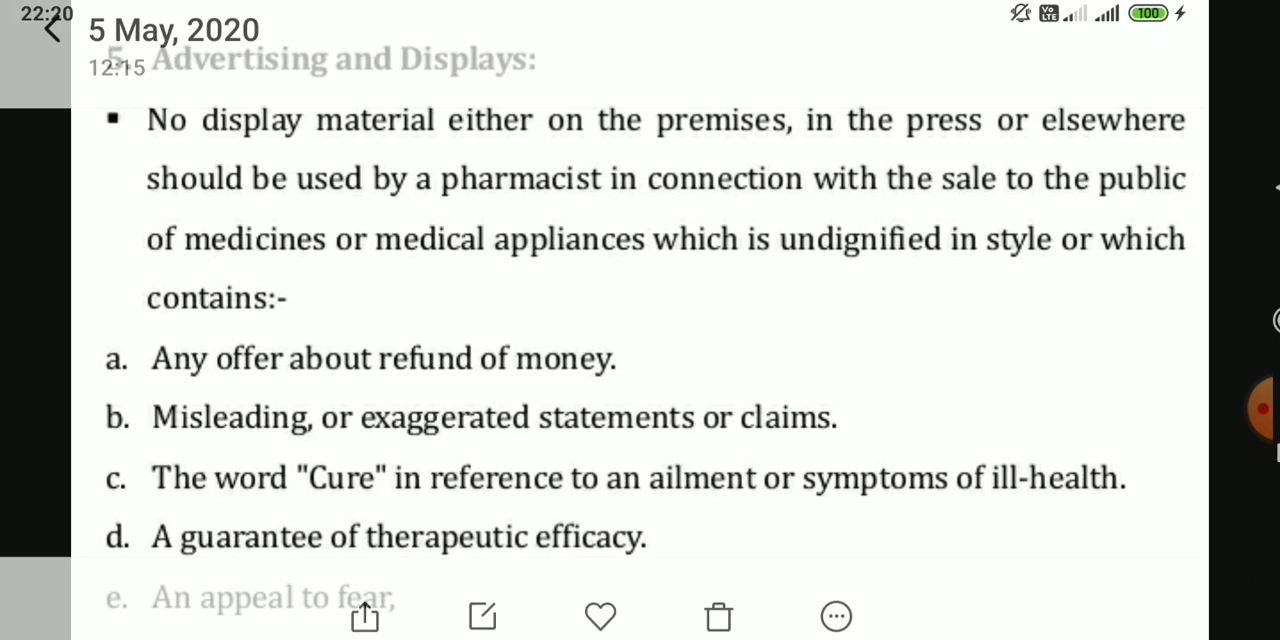 22:20
5 May, 2020
Vo LTE
100
12:15
5. Advertising and Displays:
▪ No display material either on the premises, in the press or elsewhere
should be used by a pharmacist in connection with the sale to the public
of medicines or medical appliances which is undignified in style or which
contains:-
a. Any offer about refund of money.
b. Misleading, or exaggerated statements or claims.
c. The word "Cure" in reference to an ailment or symptoms of ill-health.
d. A guarantee of therapeutic efficacy.
e. An appeal to fear,